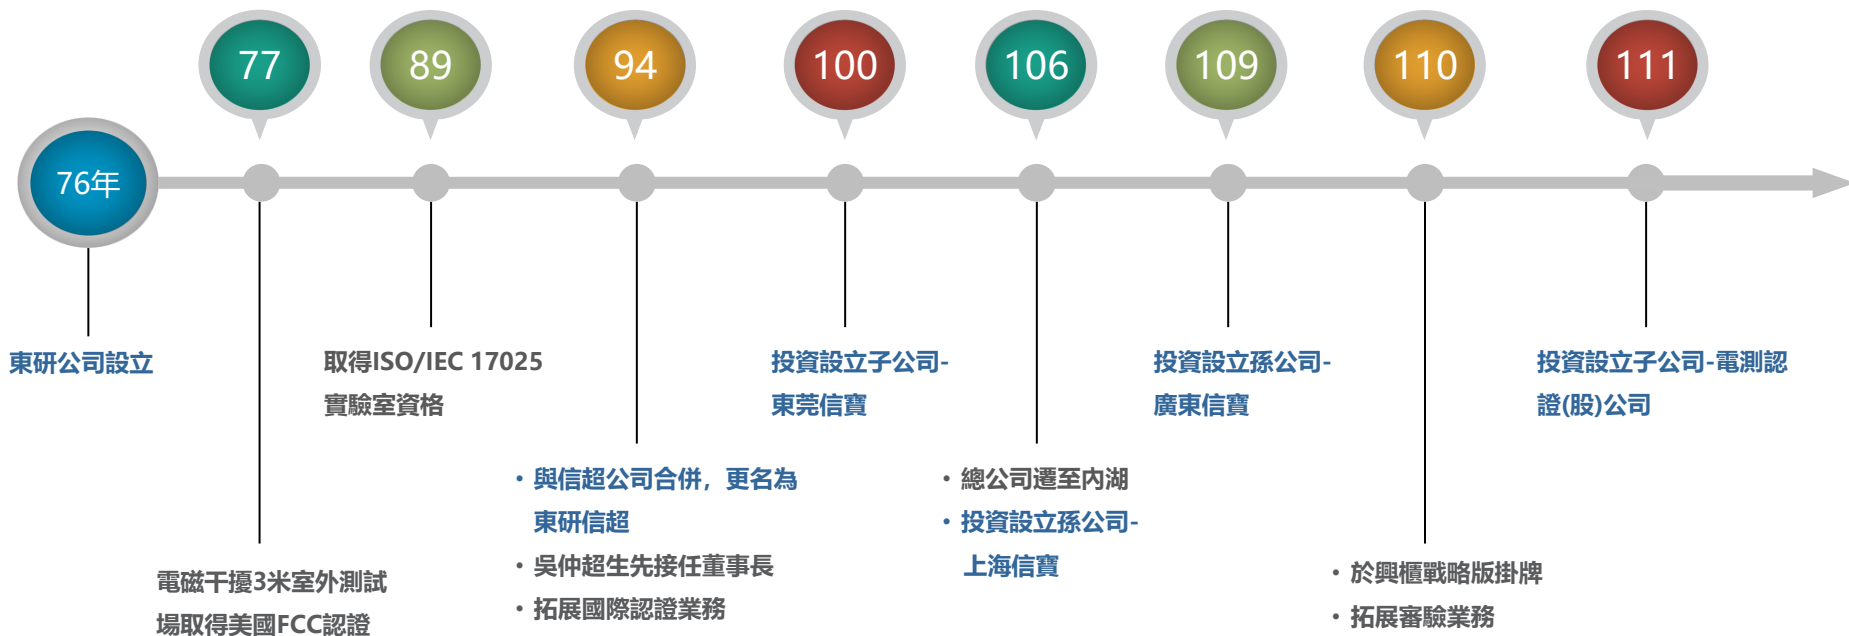 77
89
94
100
106
109
110
111
76年
東研公司設立
電磁干擾3米室外測試
場取得美國FCC認證
取得ISO/IEC 17025
實驗室資格
• 與信超公司合併，更名為
東研信超
• 吳仲超生先接任董事長
• 拓展國際認證業務
投資設立子公司-
東莞信寶
• 總公司遷至內湖
• 投資設立孫公司-
上海信寶
投資設立孫公司-
廣東信寶
• 於興櫃戰略版掛牌
• 拓展審驗業務
投資設立子公司-電測認
證(股)公司